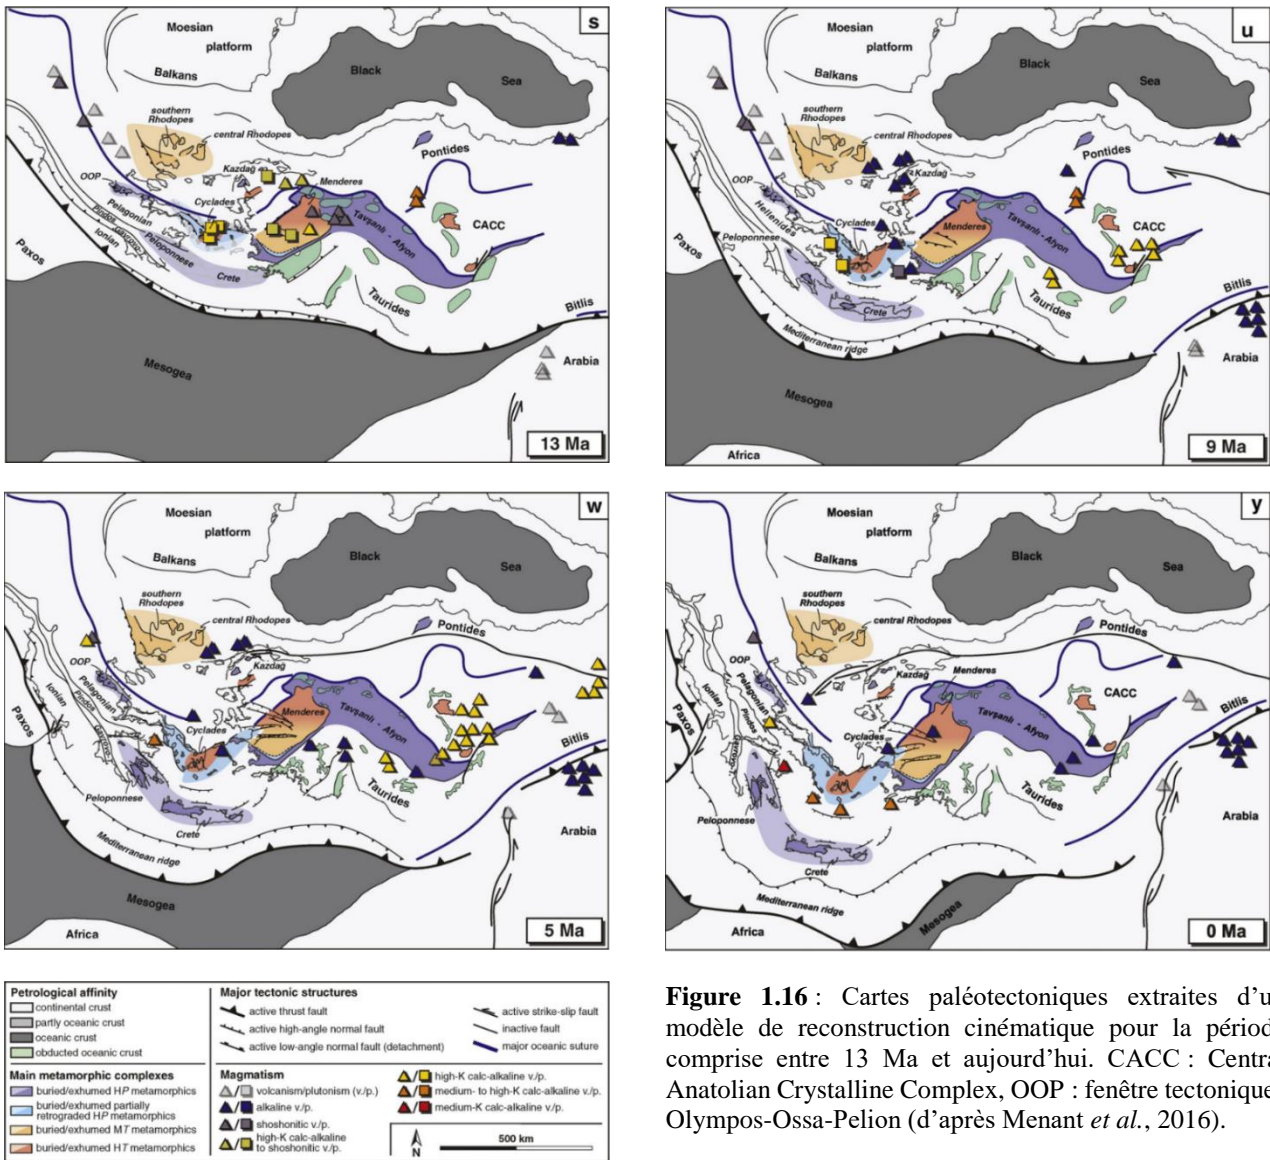 s
Moesian
platform
Balkans
Black
Sea
southern
Rhodopes
central Rhodopes
Pontides
Kazdağ
OOP
Menderes
Cyclades
Pelagonian
Pindos
Gavrovo
Ionian
Paxos
Peloponnese
Tavşanlı - Afyon
CACC
Crete
Taurides
Bitlis
Arabia
Mesogea
13 Ma
u
Moesian
platform
Balkans
Black
Sea
southern
Rhodopes
central Rhodopes
Pontides
Kazdağ
OOP
Cyclades
Hellenides
Menderes
Tavşanlı - Afyon
CACC
Peloponnese
Paxos
Crete
Taurides
Bitlis
Mediterranean ridge
Arabia
Mesogea
Africa
9 Ma
w
Moesian
platform
Balkans
Black
Sea
southern
Rhodopes
central Rhodopes
Pontides
Kazdağ
OOP
Pelagonian
Ionian
Gavrovo
Paxos
Menderes
Cyclades
Tavşanlı - Afyon
CACC
Bitlis
Peloponnese
Taurides
Crete
Arabia
Mediterranean ridge
Mesogea
Africa
5 Ma
y
Moesian
platform
Balkans
Black
Sea
southern
Rhodopes
central Rhodopes
Pontides
OOP
Kazdağ
Menderes
CACC
Ionian
Pelagonian
Pindos
Gavrovo
Paxos
Cyclades
Tavşanlı - Afyon
Bitlis
Taurides
Peloponnese
Crete
Arabia
Mediterranean ridge
Mesogea
Africa
0 Ma
Petrological affinity
continental crust
partly oceanic crust
oceanic crust
obducted oceanic crust
Main metamorphic complexes
buried/exhumed HP metamorphics
buried/exhumed partially
retrograded HP metamorphics
buried/exhumed MT metamorphics
buried/exhumed HT metamorphics
Major tectonic structures
active thrust fault
active high-angle normal fault
active low-angle normal fault (detachment)
active strike-slip fault
inactive fault
major oceanic suture
Magmatism
volcanism/plutonism (v./p.)
alkaline v./p.
shoshonitic v./p.
high-K calc-alkaline
to shoshonitic v./p.
high-K calc-alkaline v./p.
medium- to high-K calc-alkaline v./p.
medium-K calc-alkaline v./p.
N
500 km
Figure 1.16 : Cartes paléotectoniques extraites d'u
modèle de reconstruction cinématique pour la périod
comprise entre 13 Ma et aujourd'hui. CACC : Centra
Anatolian Crystalline Complex, OOP : fenêtre tectonique
Olympos-Ossa-Pelion (d'après Menant et al., 2016).